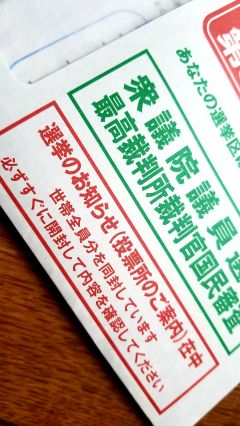 あなたの選挙区
衆議院議員選
最高裁判所裁判官国民審査
選挙のお知らせ(投票所のご案内)在中
世帯全員分を同封しています
必ずすぐに開封して内容を確認してください